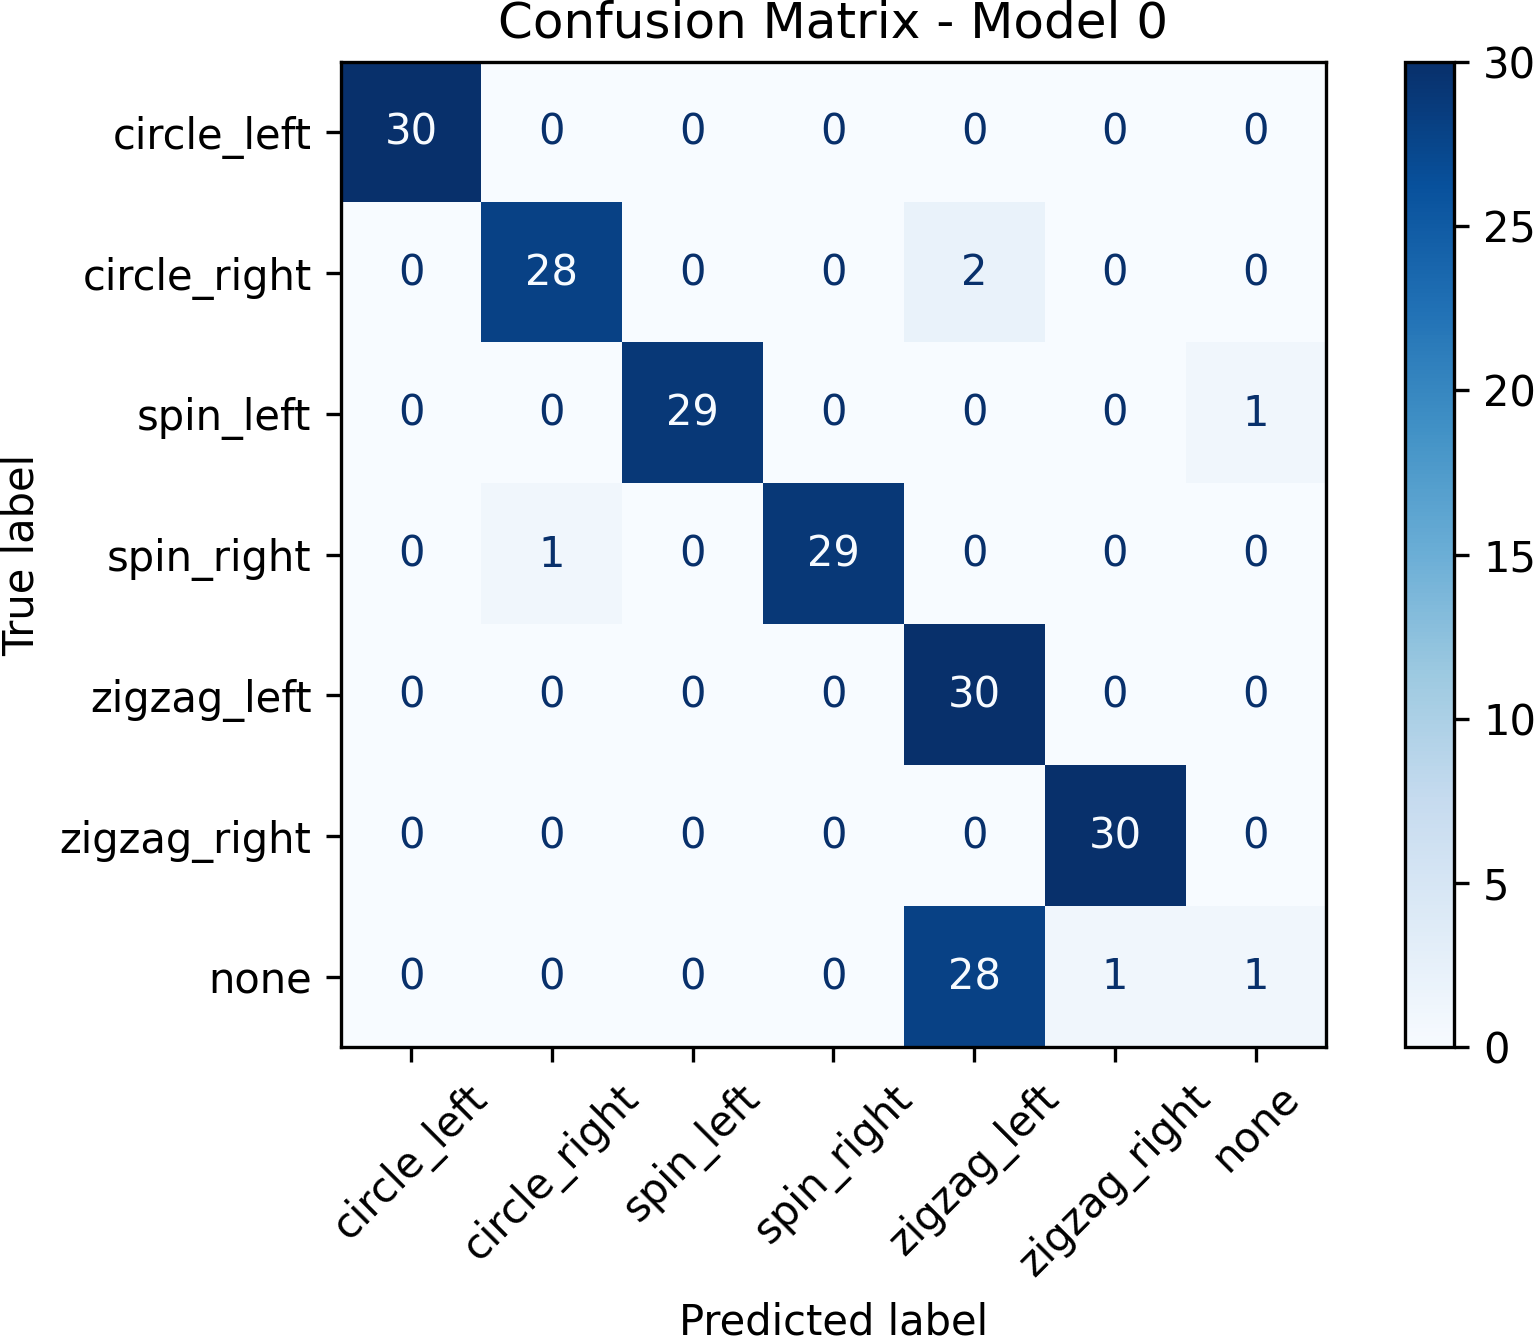 Confusion Matrix - Model 0
circle_left 30 0 0 0 0 0 0
circle_right 0 28 0 0 2 0 0
spin_left 0 0 29 0 0 0 1
spin_right 0 1 0 29 0 0 0
zigzag_left 0 0 0 0 30 0 0
zigzag_right 0 0 0 0 0 30 0
none 0 0 0 0 28 1 1
True label
circle_left circle_right spin_left spin_right zigzag_left zigzag_right none
Predicted label
30
25
20
15
10
5
0